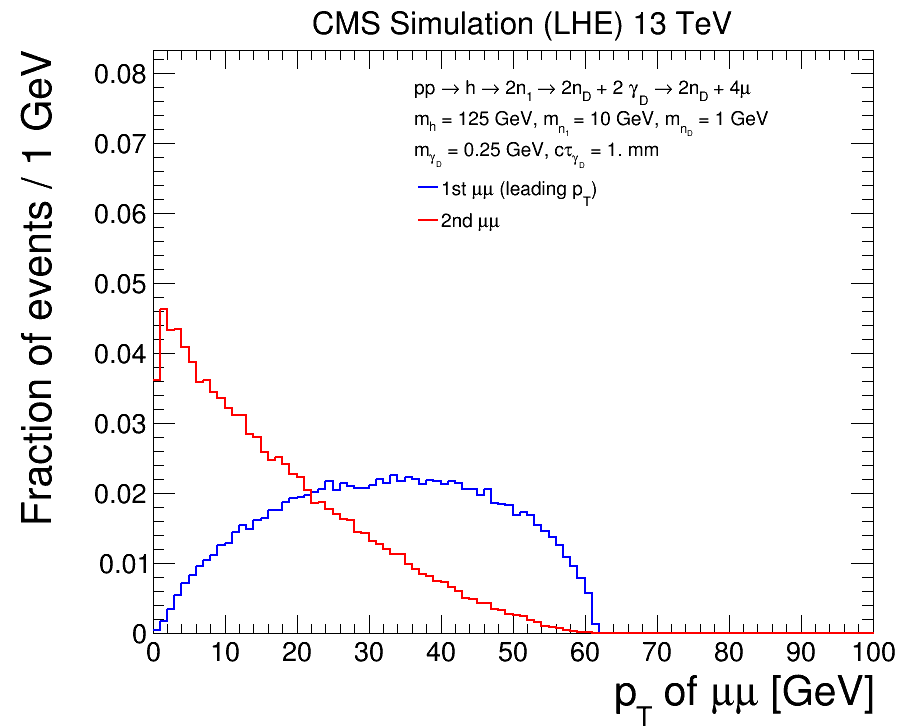 CMS Simulation (LHE) 13 TeV
Fraction of events / 1 GeV
0.08
0.07
0.06
0.05
0.04
0.03
0.02
0.01
0
pp → h → 2n1 → 2nD + 2 γD → 2nD + 4μ
mh = 125 GeV, mn1 = 10 GeV, mnD = 1 GeV
mγD = 0.25 GeV, cτγD = 1. mm
1st μμ (leading pT)
2nd μμ
0 10 20 30 40 50 60 70 80 90 100
pT of μμ [GeV]